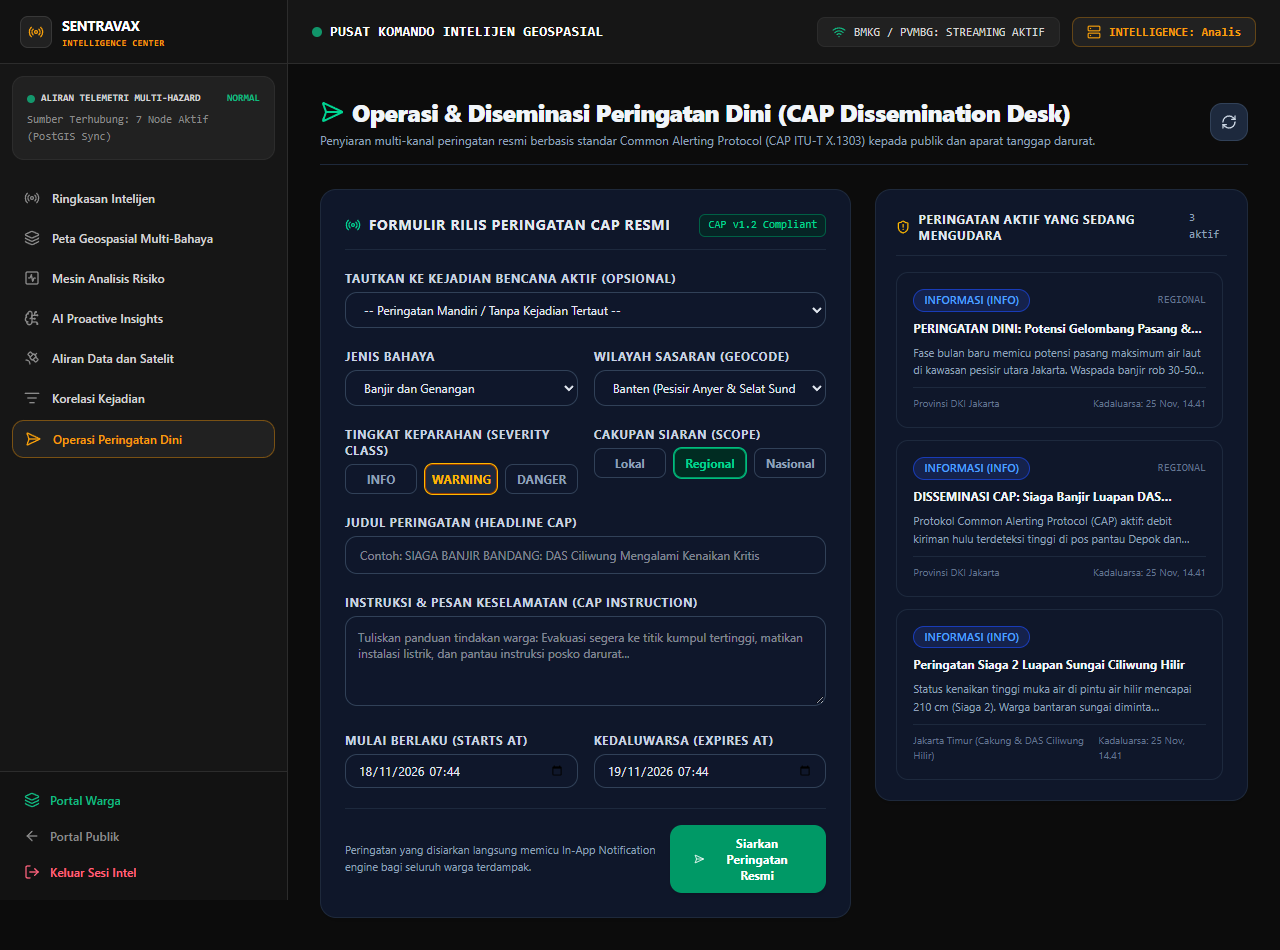 SENTRAVAX
INTELLIGENCE CENTER
PUSAT KOMANDO INTELIJEN GEOSPASIAL
BMKG / PVMBG: STREAMING AKTIF
INTELLIGENCE: Analis
ALIRAN TELEMETRI MULTI-HAZARD
NORMAL
Sumber Terhubung: 7 Node Aktif
(PostGIS Sync)
Ringkasan Intelijen
Peta Geospasial Multi-Bahaya
Mesin Analisis Risiko
AI Proactive Insights
Aliran Data dan Satelit
Korelasi Kejadian
Operasi Peringatan Dini
Portal Warga
Portal Publik
Keluar Sesi Intel
Operasi & Diseminasi Peringatan Dini (CAP Dissemination Desk)
Penyiaran multi-kanal peringatan resmi berbasis standar Common Alerting Protocol (CAP ITU-T X.1303) kepada publik dan aparat tanggap darurat.
FORMULIR RILIS PERINGATAN CAP RESMI
CAP v1.2 Compliant
TAUTKAN KE KEJADIAN BENCANA AKTIF (OPSIONAL)
-- Peringatan Mandiri / Tanpa Kejadian Tertaut --
JENIS BAHAYA
WILAYAH SASARAN (GEOCODE)
Banjir dan Genangan
Banten (Pesisir Anyer & Selat Sund
TINGKAT KEPARAHAN (SEVERITY
CLASS)
CAKUPAN SIARAN (SCOPE)
INFO
WARNING
DANGER
Lokal
Regional
Nasional
JUDUL PERINGATAN (HEADLINE CAP)
Contoh: SIAGA BANJIR BANDANG: DAS Ciliwung Mengalami Kenaikan Kritis
INSTRUKSI & PESAN KESELAMATAN (CAP INSTRUCTION)
Tuliskan panduan tindakan warga: Evakuasi segera ke titik kumpul tertinggi, matikan
instalasi listrik, dan pantau instruksi posko darurat...
MULAI BERLAKU (STARTS AT)
KEDALUWARSA (EXPIRES AT)
18/11/2026 07:44
19/11/2026 07:44
Peringatan yang disiarkan langsung memicu In-App Notification
engine bagi seluruh warga terdampak.
Siarkan
Peringatan
Resmi
PERINGATAN AKTIF YANG SEDANG
MENGUDARA
3
aktif
INFORMASI (INFO)
REGIONAL
PERINGATAN DINI: Potensi Gelombang Pasang &...
Fase bulan baru memicu potensi pasang maksimum air laut
di kawasan pesisir utara Jakarta. Waspada banjir rob 30-50...
Provinsi DKI Jakarta
Kadaluarsa: 25 Nov, 14.41
INFORMASI (INFO)
REGIONAL
DISSEMINASI CAP: Siaga Banjir Luapan DAS...
Protokol Common Alerting Protocol (CAP) aktif: debit
kiriman hulu terdeteksi tinggi di pos pantau Depok dan...
Provinsi DKI Jakarta
Kadaluarsa: 25 Nov, 14.41
INFORMASI (INFO)
Peringatan Siaga 2 Luapan Sungai Ciliwung Hilir
Status kenaikan tinggi muka air di pintu air hilir mencapai
210 cm (Siaga 2). Warga bantaran sungai diminta...
Jakarta Timur (Cakung & DAS Ciliwung
Hilir)
Kadaluarsa: 25 Nov,
14.41